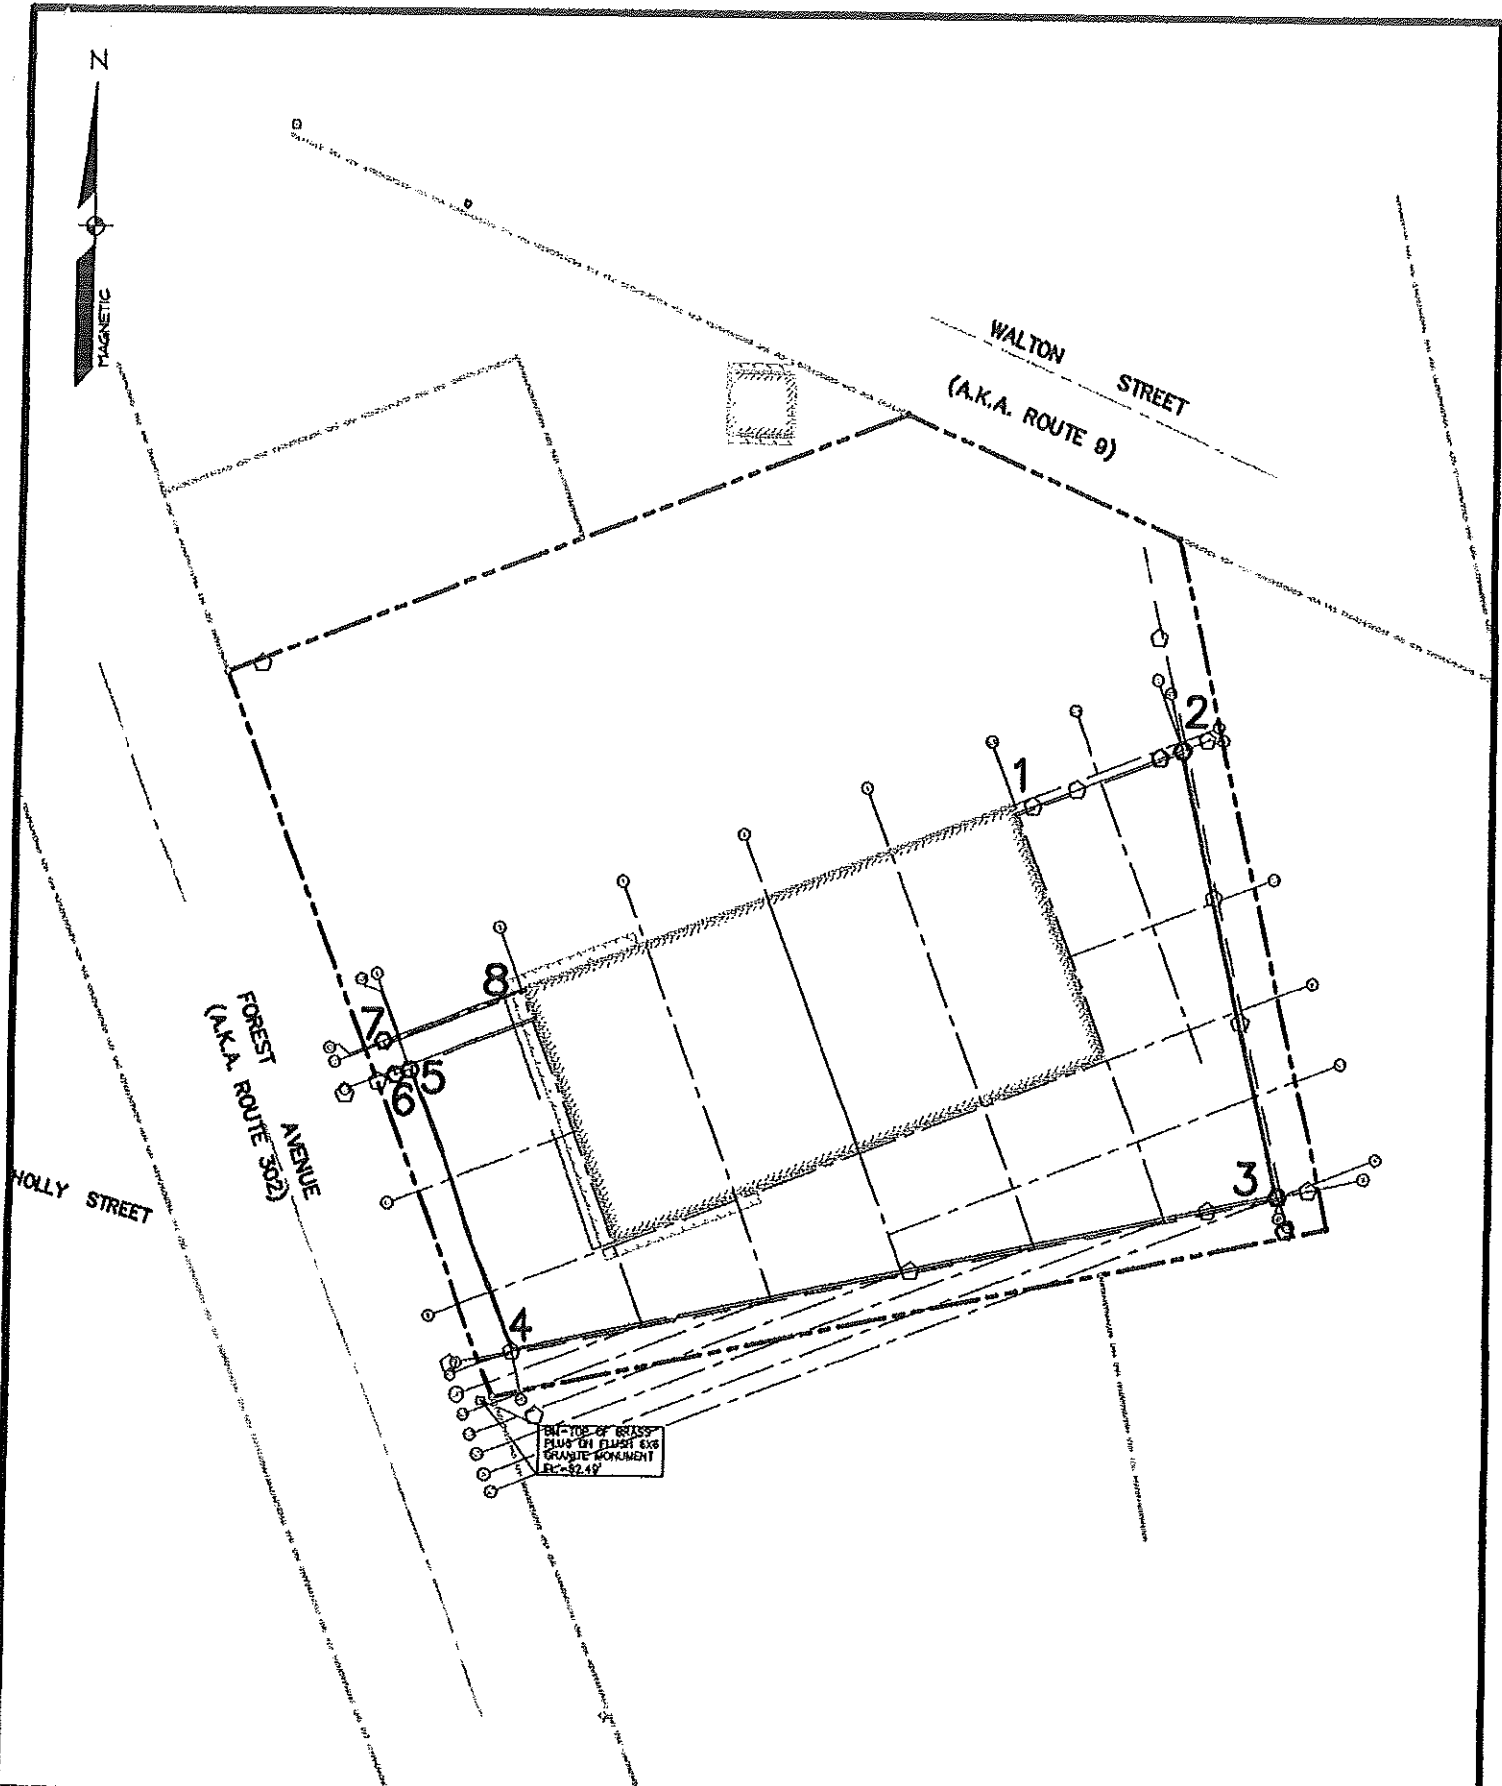 N
MAGNETIC
WALTON STREET
(A.K.A. ROUTE 9)
2
1
8
7
5
6
FOREST AVENUE
(A.K.A. ROUTE 302)
HOLLY STREET
3
4
BM-TOP OF BRASS
PLUG ON FLUSH 6X6
GRANITE MONUMENT